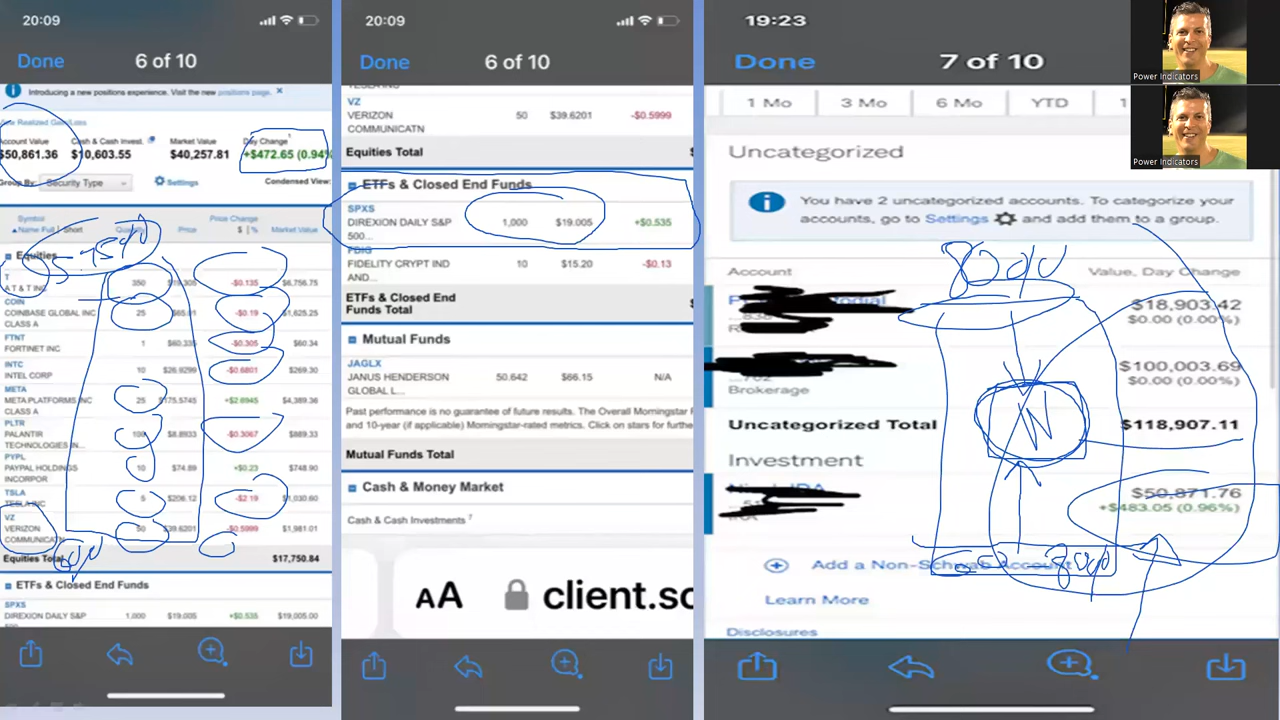 20:09
Done
6 of 10
Introducing a new positions experience. Visit the new positions page.
Realized Gain/Loss
Account Value
Cash & Cash Invest.
Market Value
Day Change
$50,861.36
$10,603.55
$40,257.81
+$472.65 (0.94%
Group By:
Security Type
Settings
Condensed View:
Symbol
Price Change
Name Full
Short
Price
$ | %
Market Value
Equities
T
350
-$0.135
$6,756.75
A T & T INC
COIN
25
-$0.19
$1,625.25
COINBASE GLOBAL INC
CLASS A
FTNT
1
$60.335
-$0.305
$60.34
FORTINET INC
INTC
10
$26.9299
-$0.6801
$269.30
INTEL CORP
META
25
$175.5745
+$2.6945
$4,389.36
META PLATFORMS INC
CLASS A
PLTR
$8.8933
-$0.3067
$889.33
PALANTIR
TECHNOLOGIES IN...
PYPL
10
$74.89
+$0.23
$748.90
PAYPAL HOLDINGS
INCORPOR
TSLA
5
$206.12
-$2.19
$1,030.60
TESLA INC
VZ
50
$39.6201
-$0.5999
$1,981.01
VERIZON
COMMUNICATN
Equities Total
$17,750.84
ETFs & Closed End Funds
SPXS
1,000
$19.005
+$0.535
$19,005.00
DIREXION DAILY S&P
20:09
Done
6 of 10
VZ
VERIZON
COMMUNICATN
50
$39.6201
-$0.5999
Equities Total
ETFs & Closed End Funds
SPXS
DIREXION DAILY S&P
500...
1,000
$19.005
+$0.535
FIDELITY CRYPT IND
AND...
10
$15.20
-$0.13
ETFs & Closed End
Funds Total
Mutual Funds
JAGLX
JANUS HENDERSON
GLOBAL L...
50.642
$66.15
N/A
Past performance is no guarantee of future results. The Overall Morningstar
and 10-year (if applicable) Morningstar-rated metrics. Click on stars for
Mutual Funds Total
Cash & Money Market
Cash & Cash Investments 7
AA
client.sc
19:23
Done
7 of 10
1 Mo
3 Mo
6 Mo
YTD
1
Uncategorized
You have 2 uncategorized accounts. To categorize your
accounts, go to Settings and add them to a group.
80%
Account
Value, Day Change
$18,903.42
$0.00 (0.00%)
$100,003.69
$0.00 (0.00%)
Brokerage
Uncategorized Total
$118,907.11
N
Investment
$50,871.76
+$483.05 (0.96%)
Add a Non-Schwab Account
Learn More
Disclosures
Power Indicators
Power Indicators